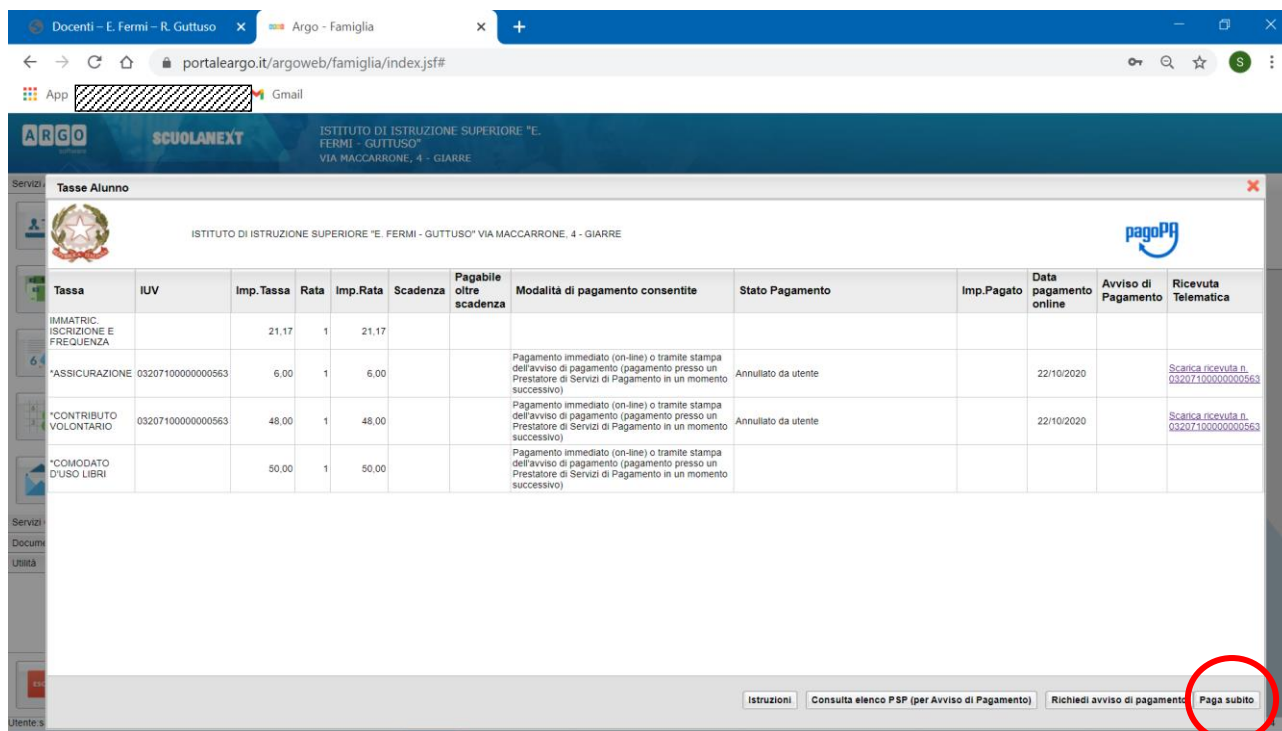 Docenti – E. Fermi – R. Guttuso
Argo - Famiglia
portaleargo.it/argoweb/famiglia/index.jsf#
S
App
Gmail
ARGO
software
SCUOLANEXT
ISTITUTO DI ISTRUZIONE SUPERIORE "E.
FERMI - GUTTUSO"
VIA MACCARRONE, 4 - GIARRE
Servizi
Tasse Alunno
ISTITUTO DI ISTRUZIONE SUPERIORE "E. FERMI - GUTTUSO" VIA MACCARRONE, 4 - GIARRE
pagoPA
Tassa IUV Imp.Tassa Rata Imp.Rata Scadenza Pagabile oltre scadenza Modalità di pagamento consentite Stato Pagamento Imp.Pagato Data pagamento online Avviso di Pagamento Ricevuta Telematica
IMMATRIC.
ISCRIZIONE E
FREQUENZA
21,17 1 21,17
*ASSICURAZIONE 03207100000000563 6,00 1 6,00
Pagamento immediato (on-line) o tramite stampa
dell'avviso di pagamento (pagamento presso un
Prestatore di Servizi di Pagamento in un momento
successivo)
Annullato da utente 22/10/2020
Scarica ricevuta n.
03207100000000563
*CONTRIBUTO
VOLONTARIO
03207100000000563 48,00 1 48,00
Pagamento immediato (on-line) o tramite stampa
dell'avviso di pagamento (pagamento presso un
Prestatore di Servizi di Pagamento in un momento
successivo)
Annullato da utente 22/10/2020
Scarica ricevuta n.
03207100000000563
*COMODATO
D'USO LIBRI
50,00 1 50,00
Pagamento immediato (on-line) o tramite stampa
dell'avviso di pagamento (pagamento presso un
Prestatore di Servizi di Pagamento in un momento
successivo)
Servizi
Docume
Utilità
Istruzioni Consulta elenco PSP (per Avviso di Pagamento) Richiedi avviso di pagamento Paga subito
Utente:s